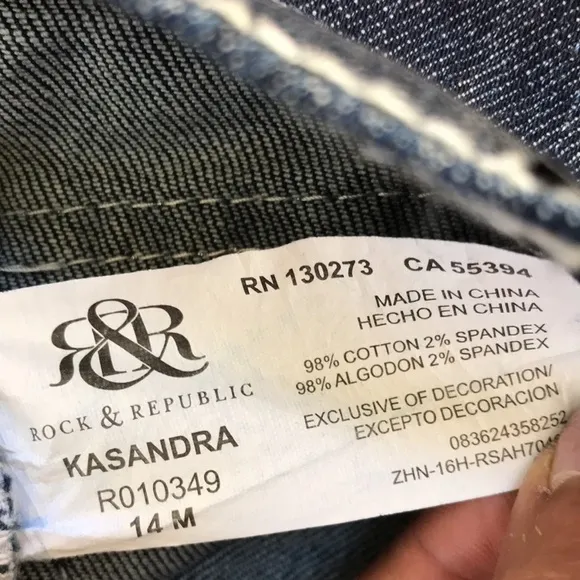 RN 130273 CA 55394
MADE IN CHINA
HECHO EN CHINA
98% COTTON 2% SPANDEX
98% ALGODON 2% SPANDEX
EXCLUSIVE OF DECORATION/
EXCEPTO DECORACION
083624358252
R&R
ROCK & REPUBLIC
KASANDRA
R010349
14 M